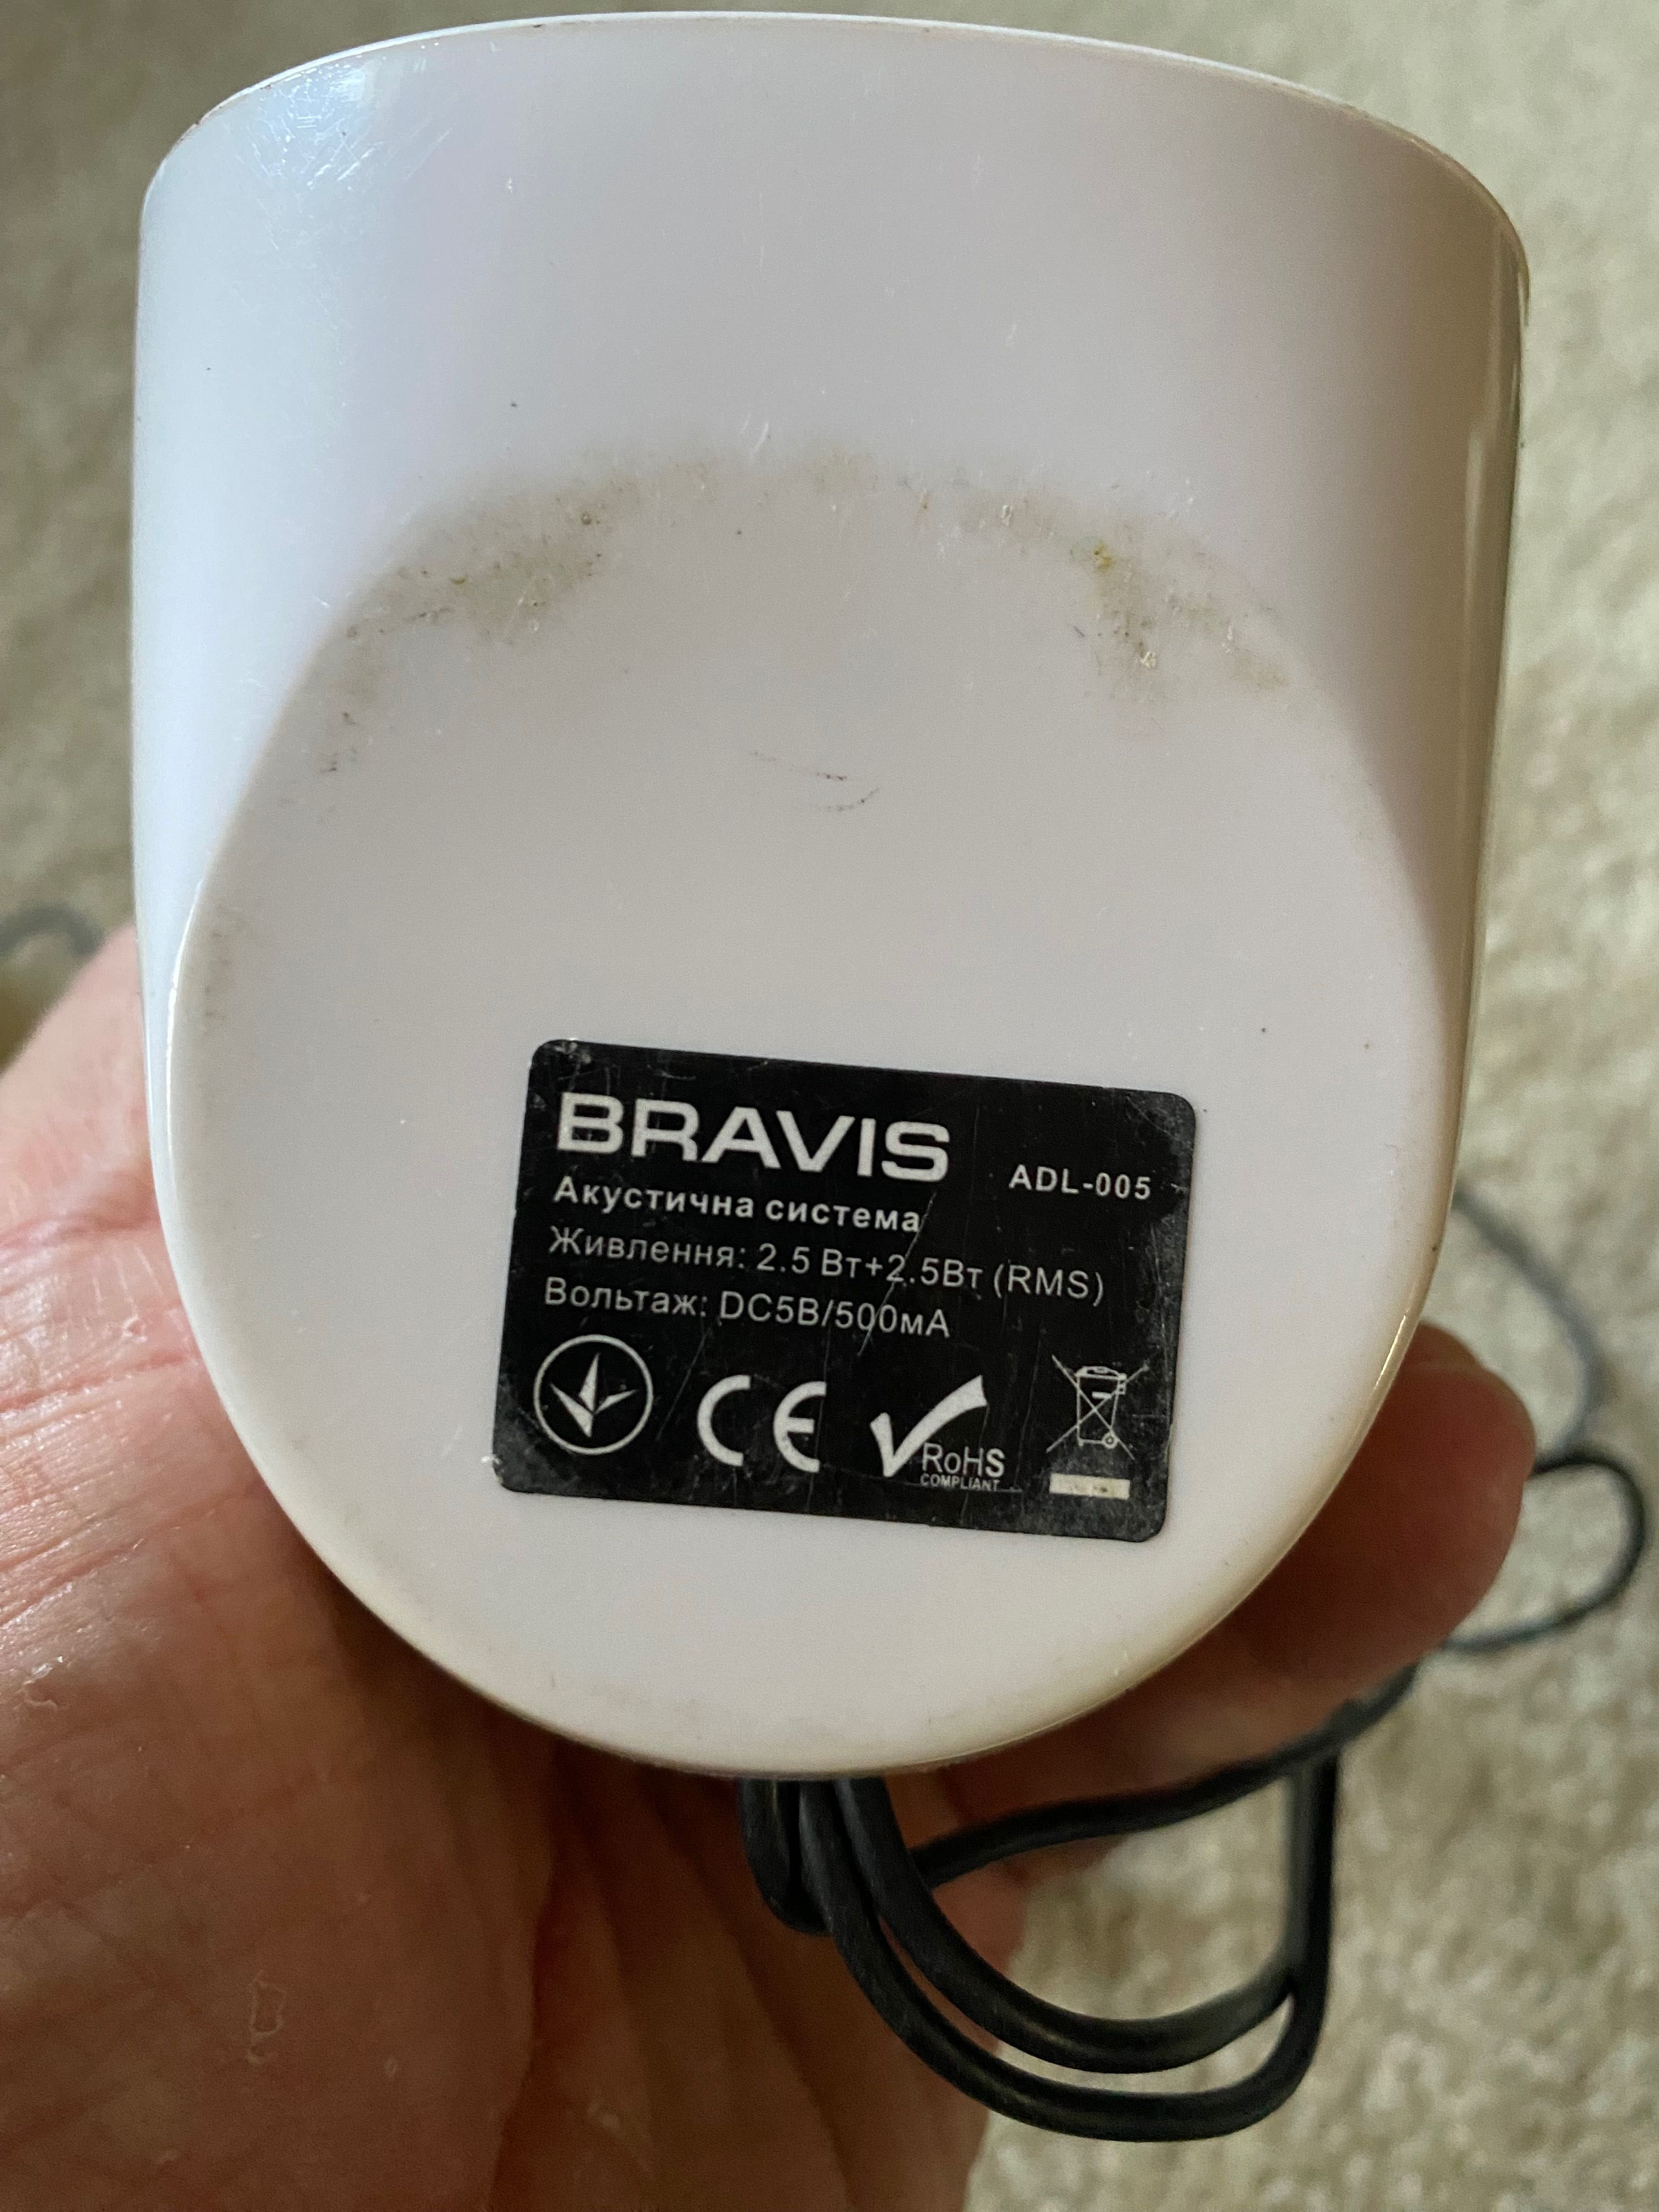 BRAVIS
ADL-005
Акустична система
Живлення: 2.5 Вт+2.5Вт (RMS)
Вольтаж: DC5В/500мА
CE
RoHS
COMPLIANT